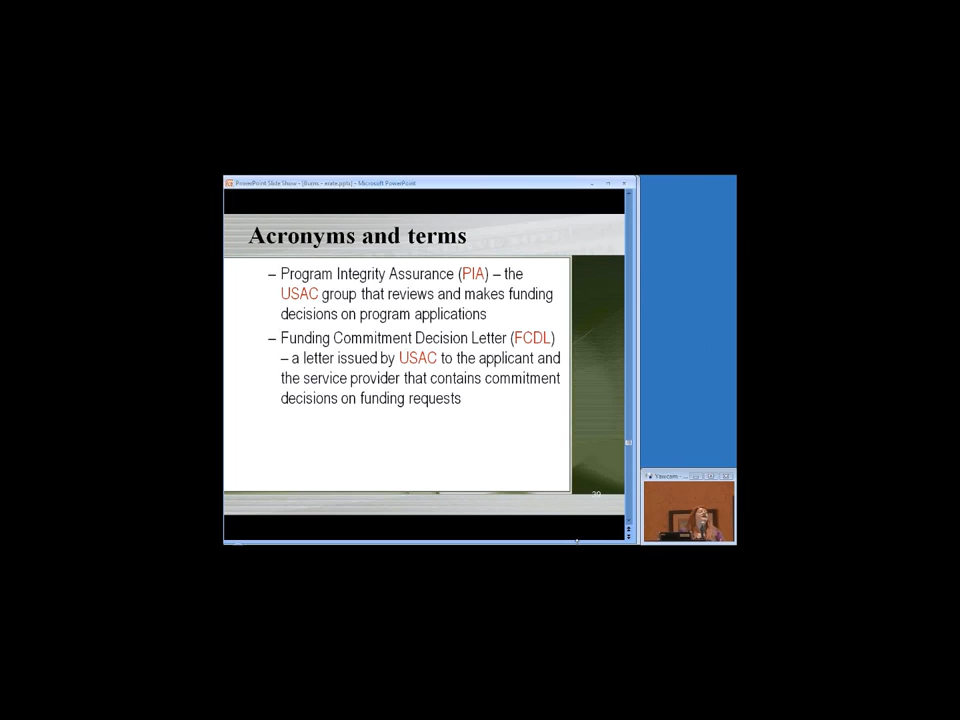 PowerPoint Slide Show - [Burns - erate.pptx] - Microsoft PowerPoint
Acronyms and terms
– Program Integrity Assurance (PIA) – the
USAC group that reviews and makes funding
decisions on program applications
– Funding Commitment Decision Letter (FCDL)
– a letter issued by USAC to the applicant and
the service provider that contains commitment
decisions on funding requests
Yawcam - ...